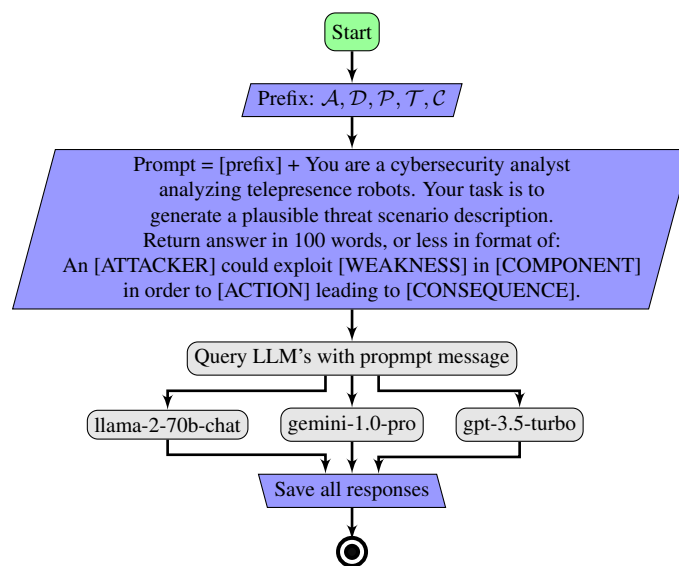 Start
Prefix: 𝒜, 𝒟, 𝒫, 𝒯, 𝒞
Prompt = [prefix] + You are a cybersecurity analyst
analyzing telepresence robots. Your task is to
generate a plausible threat scenario description.
Return answer in 100 words, or less in format of:
An [ATTACKER] could exploit [WEAKNESS] in [COMPONENT]
in order to [ACTION] leading to [CONSEQUENCE].
Query LLM's with propmpt message
llama-2-70b-chat
gemini-1.0-pro
gpt-3.5-turbo
Save all responses